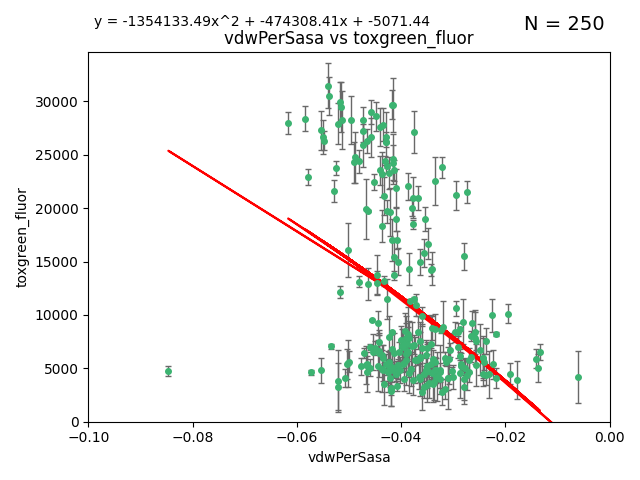 y = -1354133.49x^2 + -474308.41x + -5071.44
N = 250
vdwPerSasa vs toxgreen_fluor
30000
25000
20000
15000
10000
5000
0
toxgreen_fluor
−0.10 −0.08 −0.06 −0.04 −0.02 0.00
vdwPerSasa